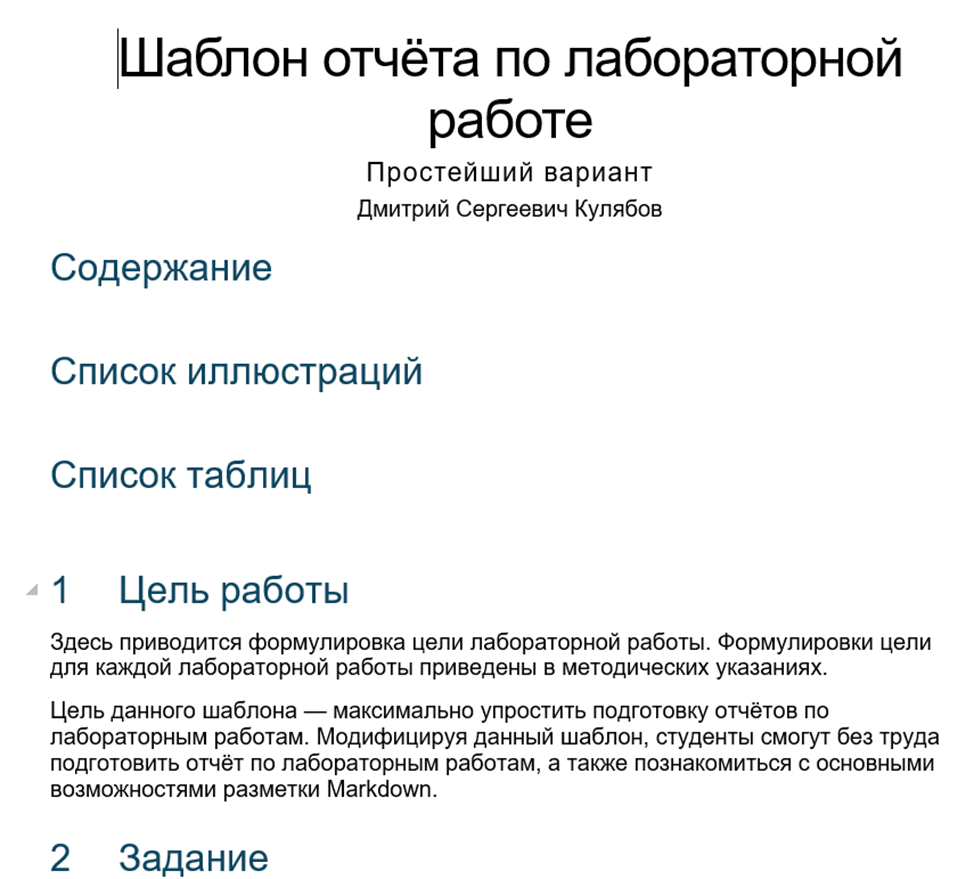 Шаблон отчёта по лабораторной
работе
Простейший вариант
Дмитрий Сергеевич Кулябов
Содержание
Список иллюстраций
Список таблиц
1 Цель работы
Здесь приводится формулировка цели лабораторной работы. Формулировки цели
для каждой лабораторной работы приведены в методических указаниях.
Цель данного шаблона — максимально упростить подготовку отчётов по
лабораторным работам. Модифицируя данный шаблон, студенты смогут без труда
подготовить отчёт по лабораторным работам, а также познакомиться с основными
возможностями разметки Markdown.
2 Задание